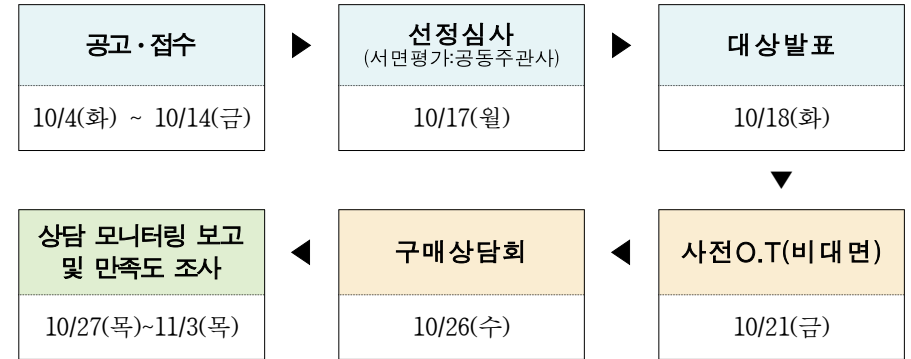 공고·접수
10/4(화) ~ 10/14(금)
▶
선정심사
(서면평가:공동주관사)
10/17(월)
▶
대상발표
10/18(화)
▼
사전O.T(비대면)
10/21(금)
◀
구매상담회
10/26(수)
◀
상담 모니터링 보고
및 만족도 조사
10/27(목)~11/3(목)